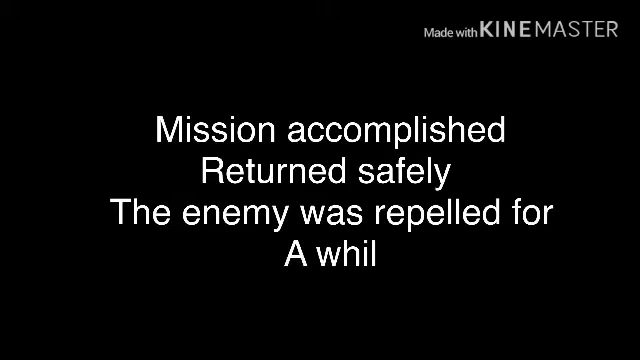 Made with KINEMASTER
Mission accomplished
Returned safely
The enemy was repelled for
A whil